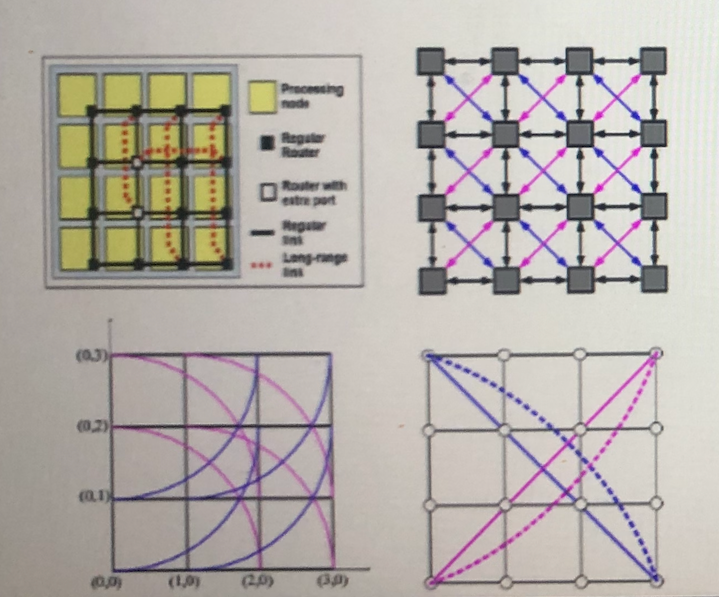 Processing
node
Regular
Router
Router with
extra port
Regular
link
Long-range
link
(0,3)
(0,2)
(0,1)
(0,0)
(1,0)
(2,0)
(3,0)